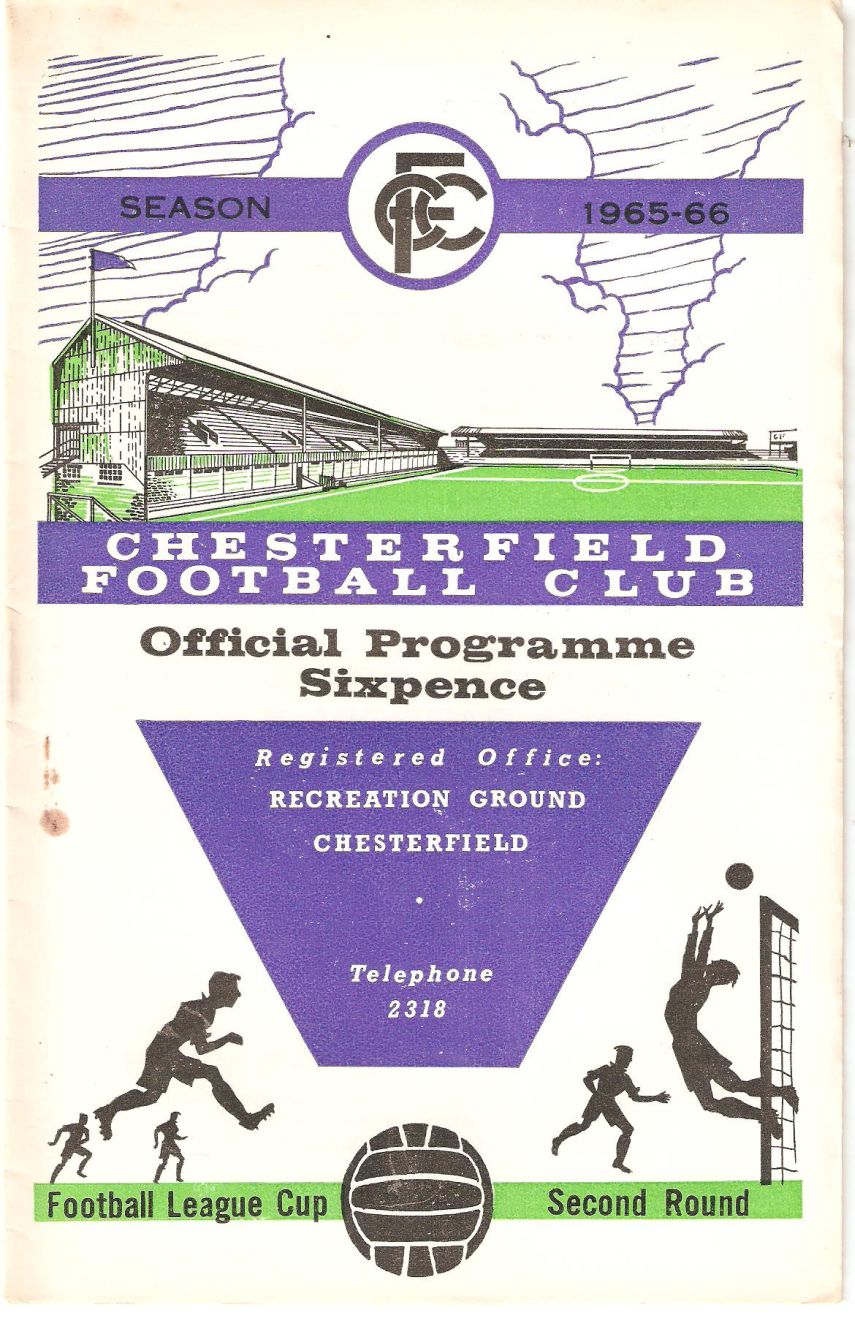 SEASON
CFC
1965-66
CHESTERFIELD
FOOTBALL CLUB
Official Programme
Sixpence
Registered Office:
RECREATION GROUND
CHESTERFIELD
Telephone
2318
Football League Cup
Second Round